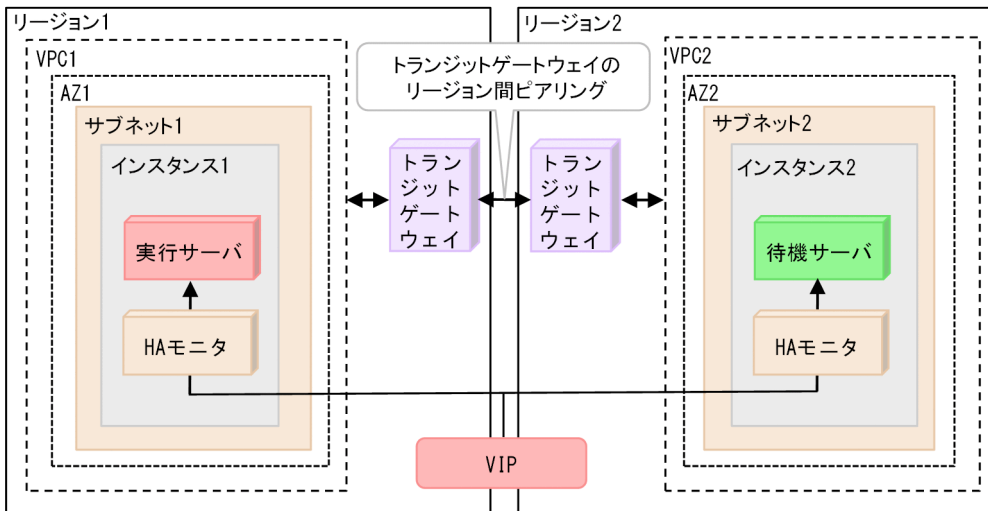 リージョン1
リージョン2
VPC1
トランジットゲートウェイの
リージョン間ピアリング
VPC2
AZ1
AZ2
サブネット1
サブネット2
インスタンス1
トラン
ジット
ゲート
ウェイ
トラン
ジット
ゲート
ウェイ
インスタンス2
実行サーバ
待機サーバ
HAモニタ
HAモニタ
VIP